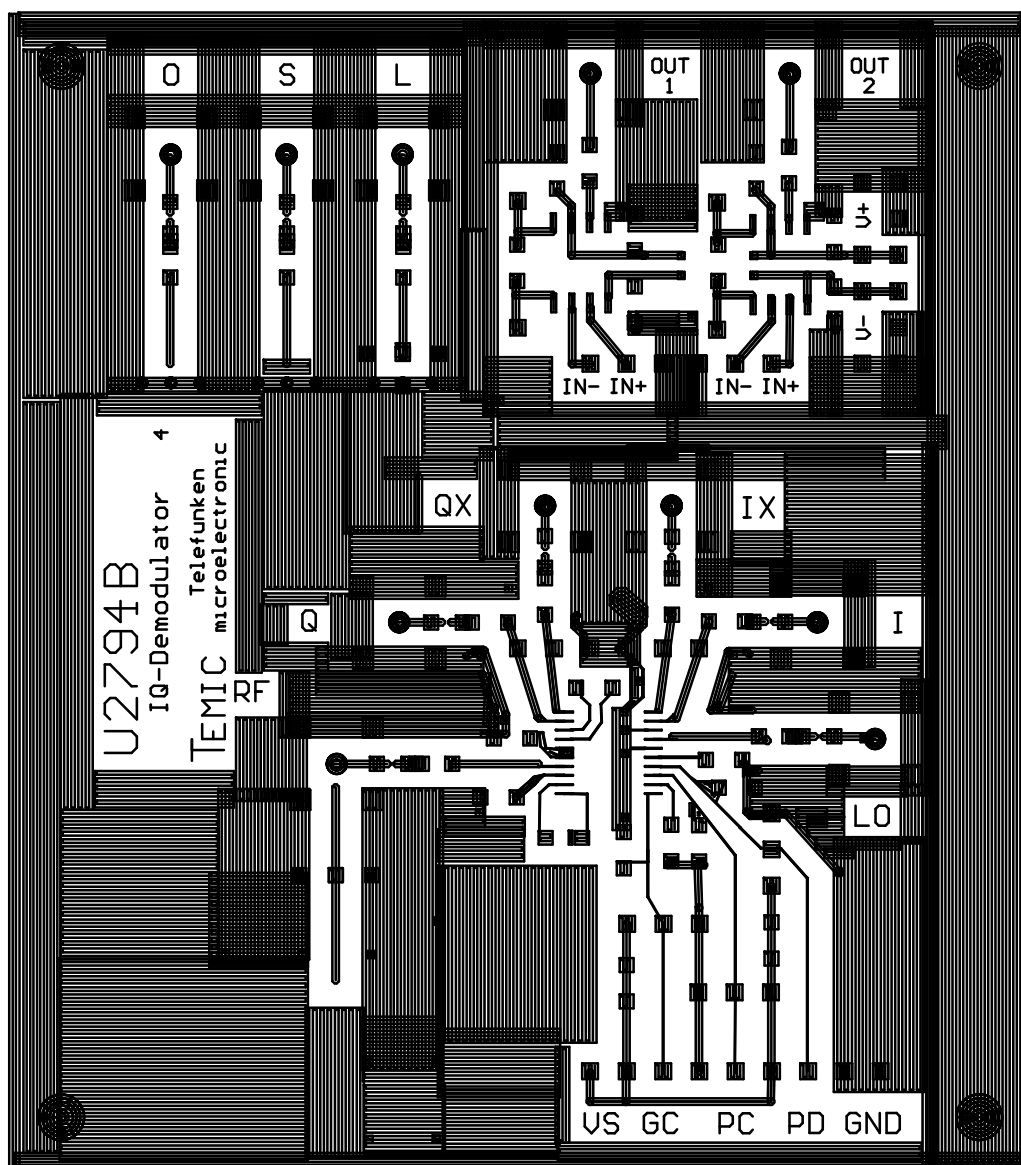 O S L
OUT
1
OUT
2
V+
V-
IN- IN+
IN- IN+
U2794B
IQ-Demodulator 4
TEMIC
Telefunken
microelectronic
QX
IX
Q
I
RF
LO
VS GC PC PD GND